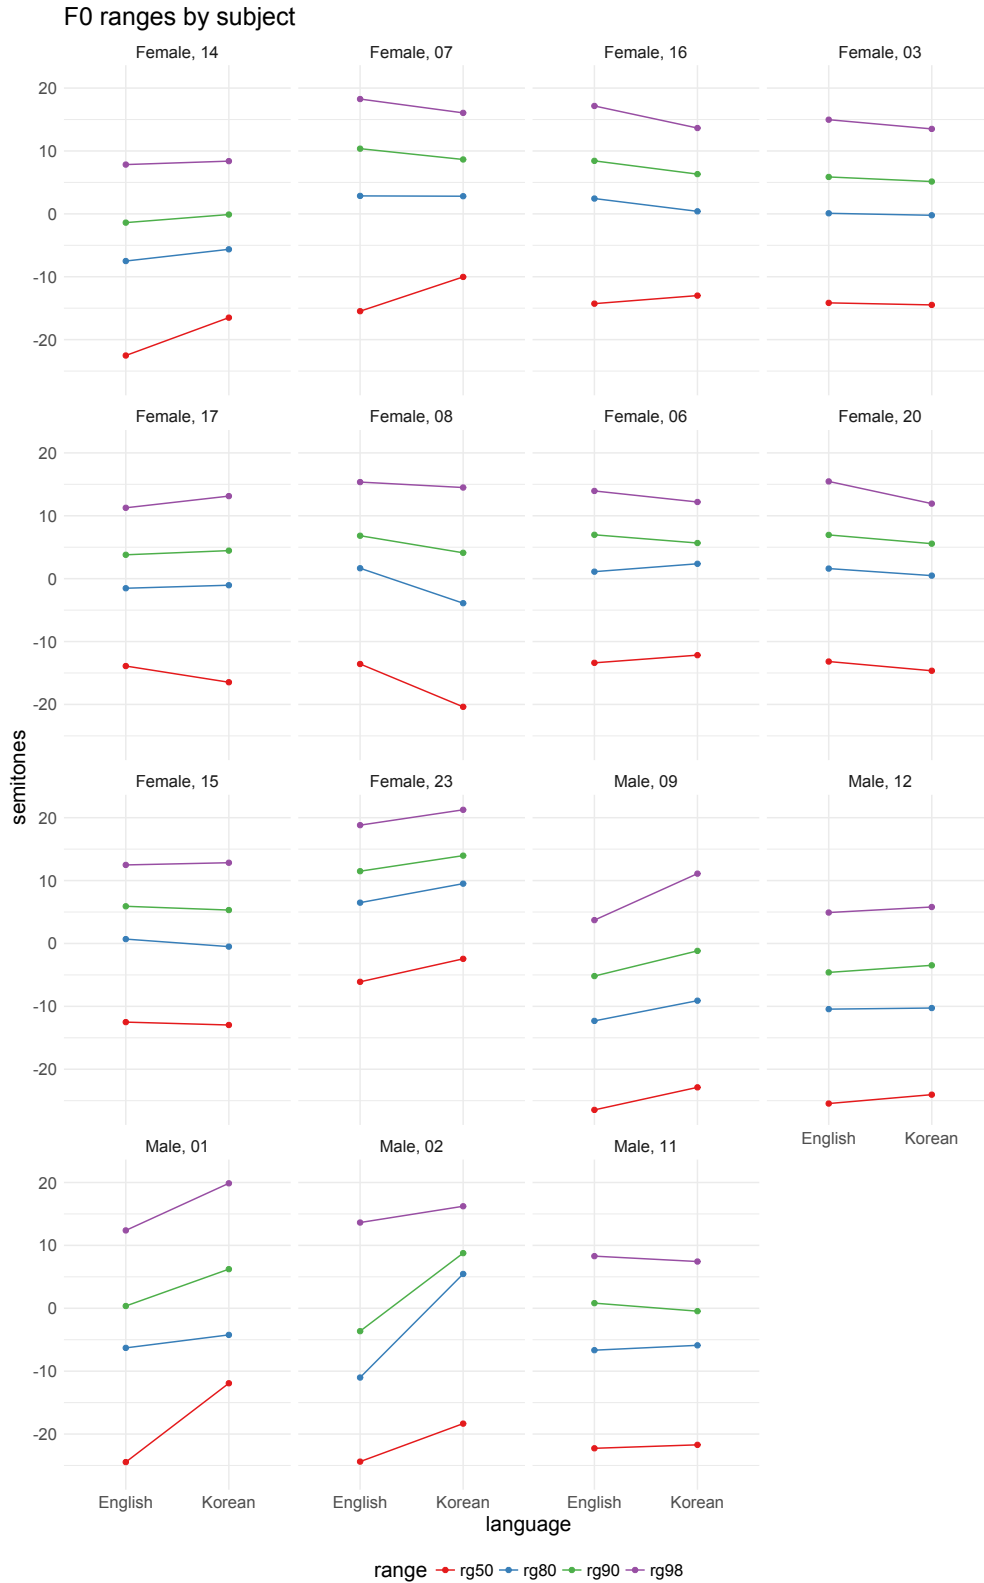 F0 ranges by subject
Female, 14 Female, 07 Female, 16 Female, 03
20
10
0
-10
-20
Female, 17 Female, 08 Female, 06 Female, 20
20
10
0
-10
-20
semitones
Female, 15 Female, 23 Male, 09 Male, 12
20
10
0
-10
-20
English Korean
Male, 01 Male, 02 Male, 11
20
10
0
-10
-20
English Korean English Korean English Korean
language
range rg50 rg80 rg90 rg98